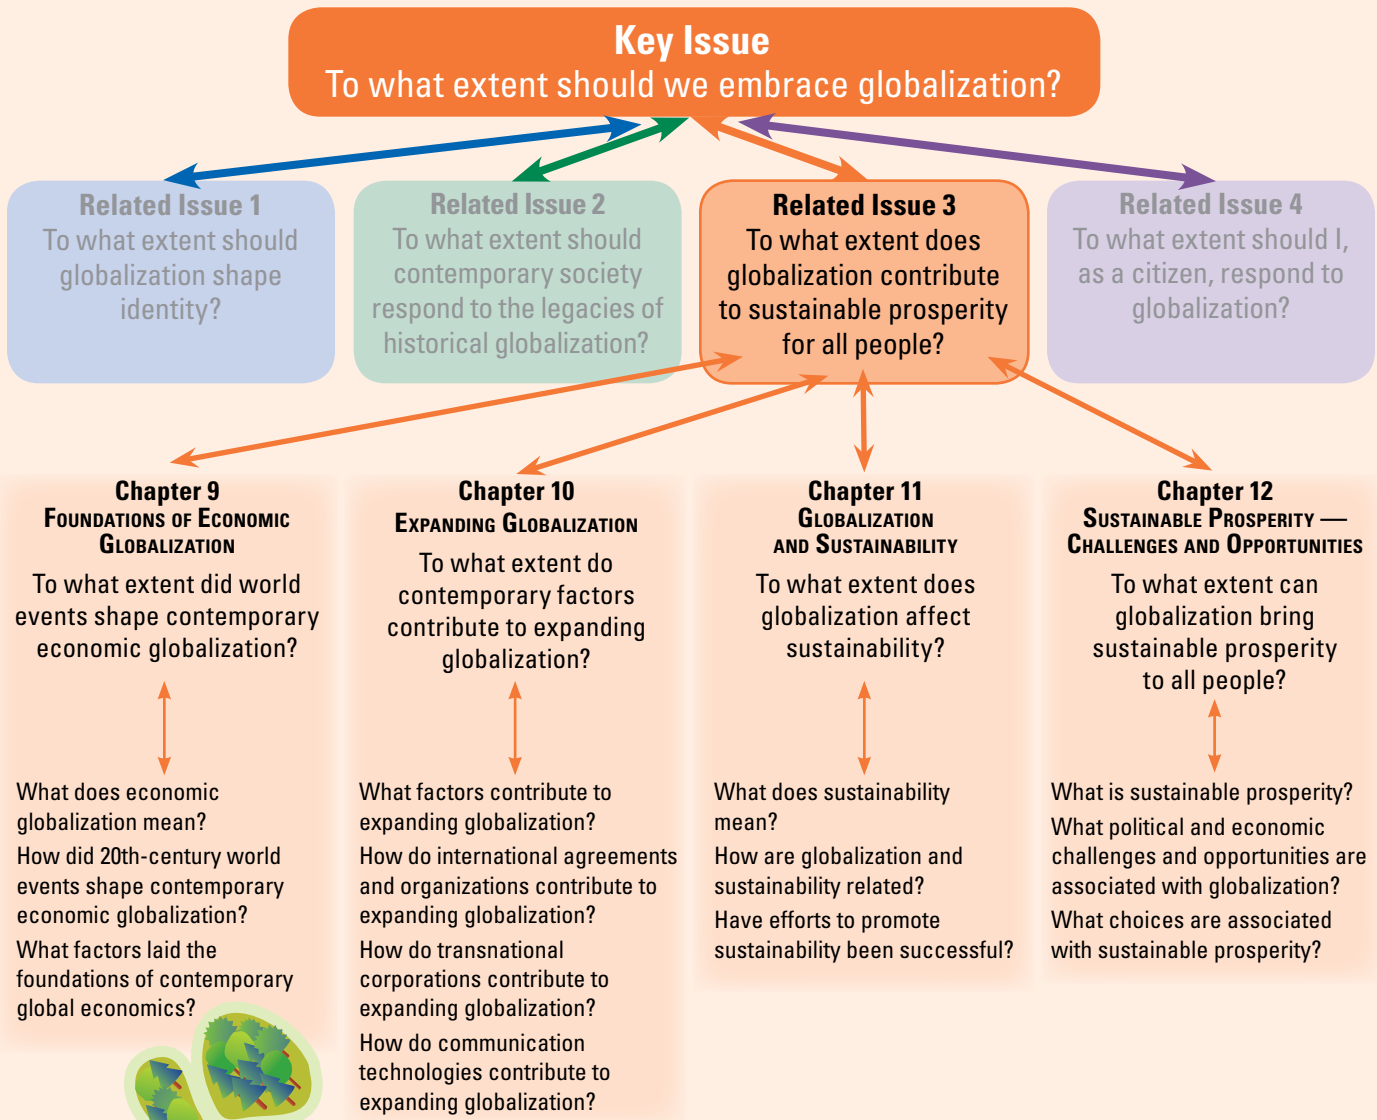 Key Issue
To what extent should we embrace globalization?
Related Issue 1
To what extent should
globalization shape
identity?
Related Issue 2
To what extent should
contemporary society
respond to the legacies of
historical globalization?
Related Issue 3
To what extent does
globalization contribute
to sustainable prosperity
for all people?
Related Issue 4
To what extent should I,
as a citizen, respond to
globalization?
Chapter 9
FOUNDATIONS OF ECONOMIC
GLOBALIZATION
To what extent did world
events shape contemporary
economic globalization?
What does economic
globalization mean?
How did 20th-century world
events shape contemporary
economic globalization?
What factors laid the
foundations of contemporary
global economics?
Chapter 10
EXPANDING GLOBALIZATION
To what extent do
contemporary factors
contribute to expanding
globalization?
What factors contribute to
expanding globalization?
How do international agreements
and organizations contribute to
expanding globalization?
How do transnational
corporations contribute to
expanding globalization?
How do communication
technologies contribute to
expanding globalization?
Chapter 11
GLOBALIZATION
AND SUSTAINABILITY
To what extent does
globalization affect
sustainability?
What does sustainability
mean?
How are globalization and
sustainability related?
Have efforts to promote
sustainability been successful?
Chapter 12
SUSTAINABLE PROSPERITY —
CHALLENGES AND OPPORTUNITIES
To what extent can
globalization bring
sustainable prosperity
to all people?
What is sustainable prosperity?
What political and economic
challenges and opportunities are
associated with globalization?
What choices are associated
with sustainable prosperity?